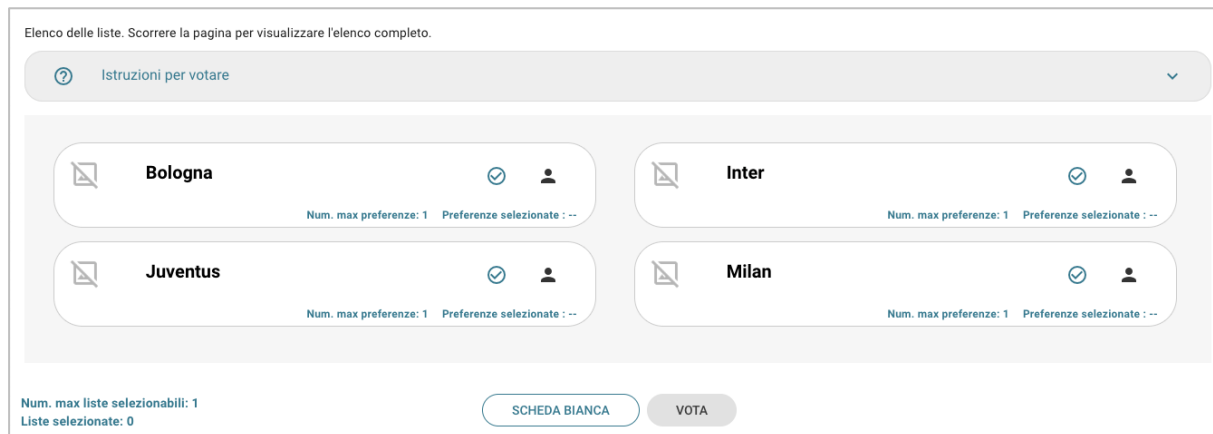 Elenco delle liste. Scorrere la pagina per visualizzare l'elenco completo.
Istruzioni per votare
Bologna
Num. max preferenze: 1 Preferenze selezionate : --
Inter
Num. max preferenze: 1 Preferenze selezionate : --
Juventus
Num. max preferenze: 1 Preferenze selezionate : --
Milan
Num. max preferenze: 1 Preferenze selezionate : --
Num. max liste selezionabili: 1
Liste selezionate: 0
SCHEDA BIANCA
VOTA